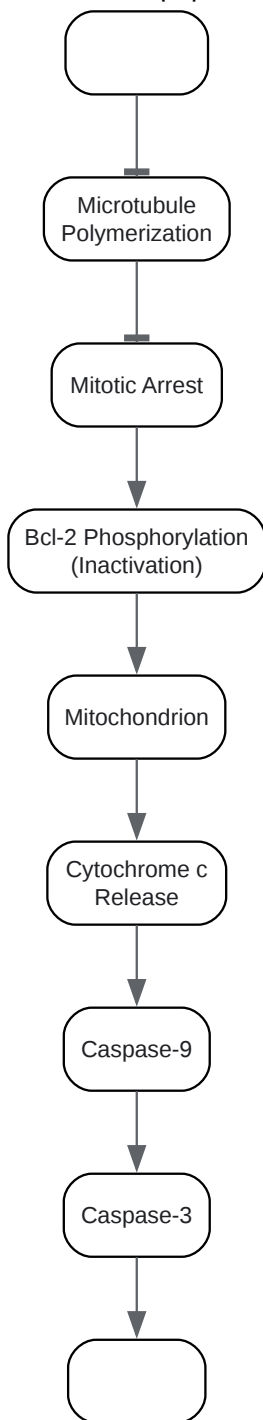 Microtubule
Polymerization
Mitotic Arrest
Bcl-2 Phosphorylation
(Inactivation)
Mitochondrion
Cytochrome c
Release
Caspase-9
Caspase-3